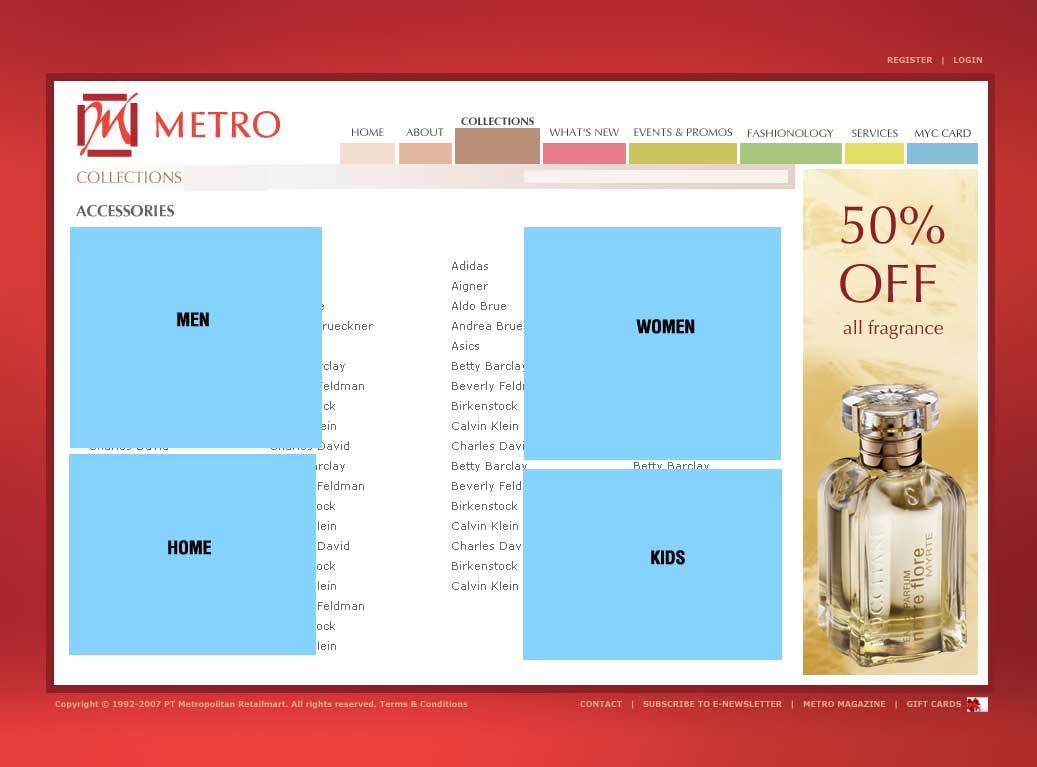 REGISTER | LOGIN
METRO
HOME ABOUT COLLECTIONS WHAT'S NEW EVENTS & PROMOS FASHIONOLOGY SERVICES MYC CARD
COLLECTIONS
ACCESSORIES
MEN
WOMEN
HOME
KIDS
Adidas
Aigner
Aldo Brue
Andrea Brue
Asics
Betty Barclay
Beverly Feld
Birkenstock
Calvin Klein
Charles Davi
Betty Barclay
Beverly Feld
Birkenstock
Calvin Klein
Charles Dav
Birkenstock
Calvin Klein
e
rueckner
rclay
Feldman
ck
ein
Charles David Charles David
arclay
Feldman
ock
lein
David
ock
lein
Feldman
ock
lein
Betty Barclay
50%
OFF
all fragrance
L'OCCITANE
EAU DE PARFUM
notre flore
MYRTE
Copyright © 1992-2007 PT Metropolitan Retailmart. All rights reserved. Terms & Conditions
CONTACT | SUBSCRIBE TO E-NEWSLETTER | METRO MAGAZINE | GIFT CARDS